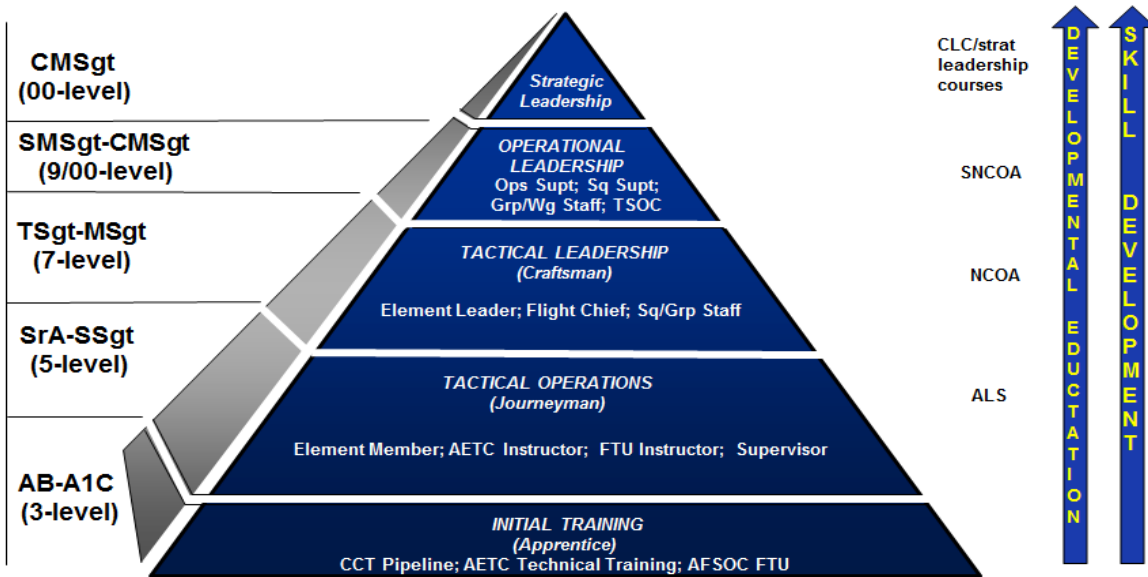 CMSgt
(00-level)
SMSgt-CMSgt
(9/00-level)
TSgt-MSgt
(7-level)
SrA-SSgt
(5-level)
AB-A1C
(3-level)
Strategic
Leadership
OPERATIONAL
LEADERSHIP
Ops Supt; Sq Supt;
Grp/Wg Staff; TSOC
TACTICAL LEADERSHIP
(Craftsman)
Element Leader; Flight Chief; Sq/Grp Staff
TACTICAL OPERATIONS
(Journeyman)
Element Member; AETC Instructor; FTU Instructor; Supervisor
INITIAL TRAINING
(Apprentice)
CCT Pipeline; AETC Technical Training; AFSOC FTU
CLC/strat
leadership
courses
SNCOA
NCOA
ALS
DEVELOPMENTAL EDUCTATION
SKILL DEVELOPMENT